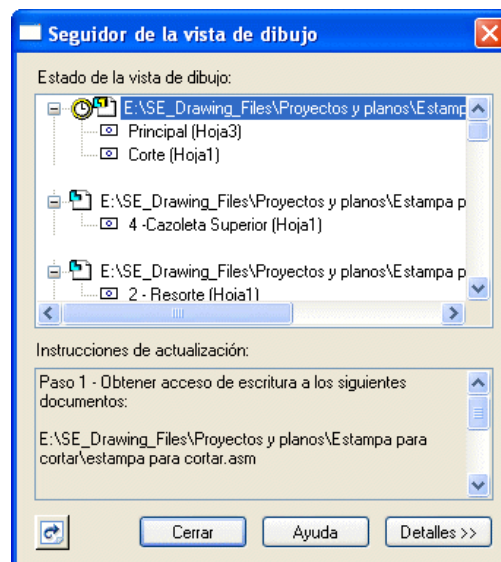 Seguidor de la vista de dibujo
Estado de la vista de dibujo:
E:\SE_Drawing_Files\Proyectos y planos\Estamp
Principal (Hoja3)
Corte (Hoja1)
E:\SE_Drawing_Files\Proyectos y planos\Estampa p
4 -Cazoleta Superior (Hoja1)
E:\SE_Drawing_Files\Proyectos y planos\Estampa p
2 - Resorte (Hoja1)
Instrucciones de actualización:
Paso 1 - Obtener acceso de escritura a los siguientes
documentos:
E:\SE_Drawing_Files\Proyectos y planos\Estampa para
cortar\estampa para cortar.asm
Cerrar
Ayuda
Detalles >>